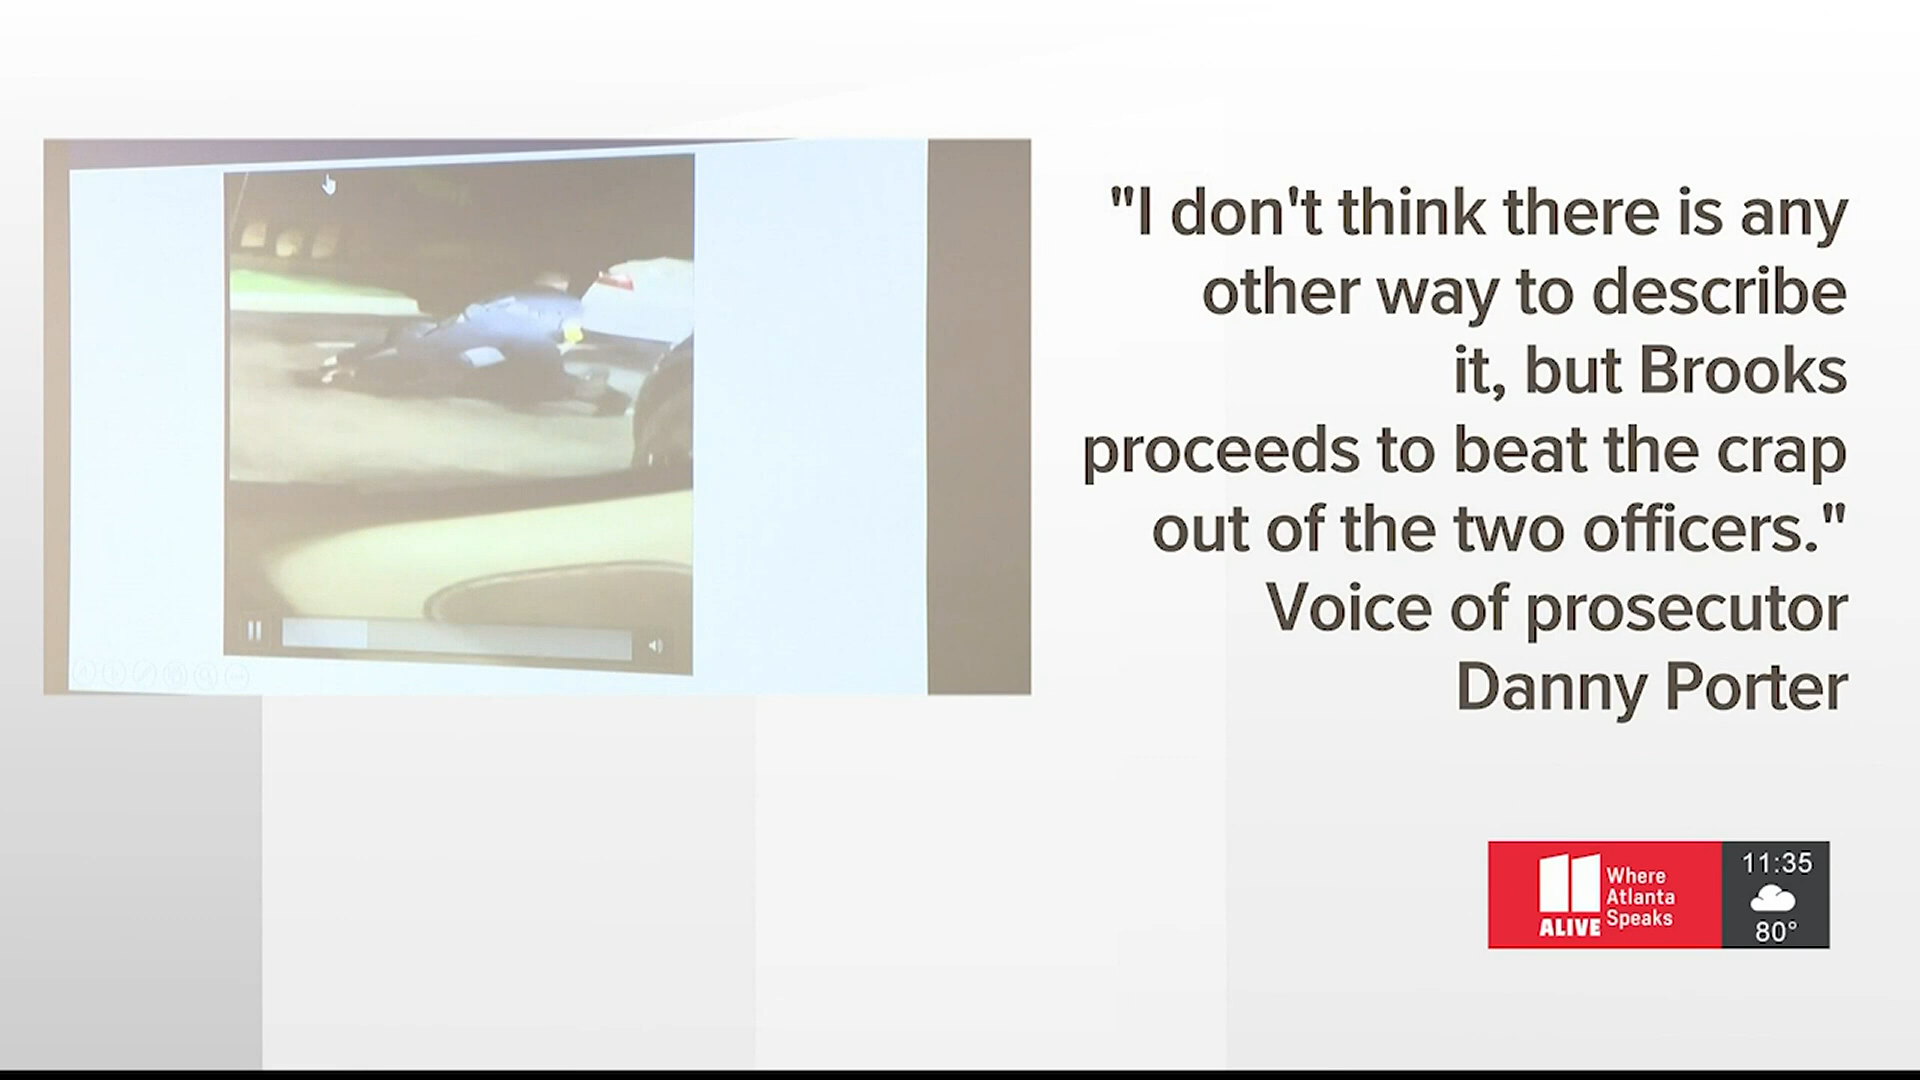 "I don't think there is any
other way to describe
it, but Brooks
proceeds to beat the crap
out of the two officers."
Voice of prosecutor
Danny Porter
11
ALIVE
Where
Atlanta
Speaks
11:35
80°